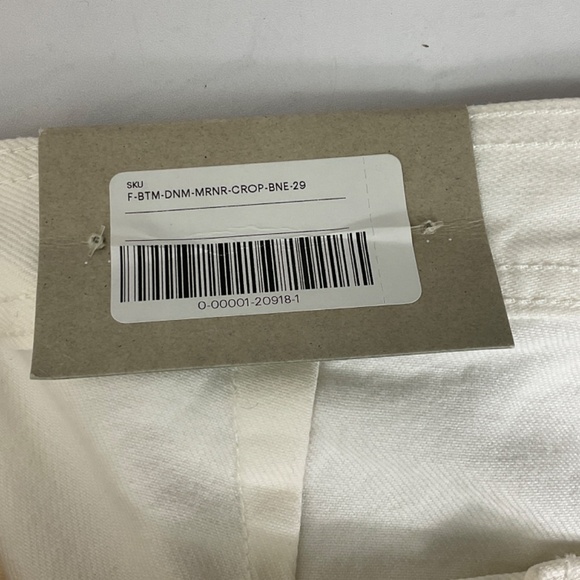 SKU
F-BTM-DNM-MRNR-CROP-BNE-29
0-00001-20918-1